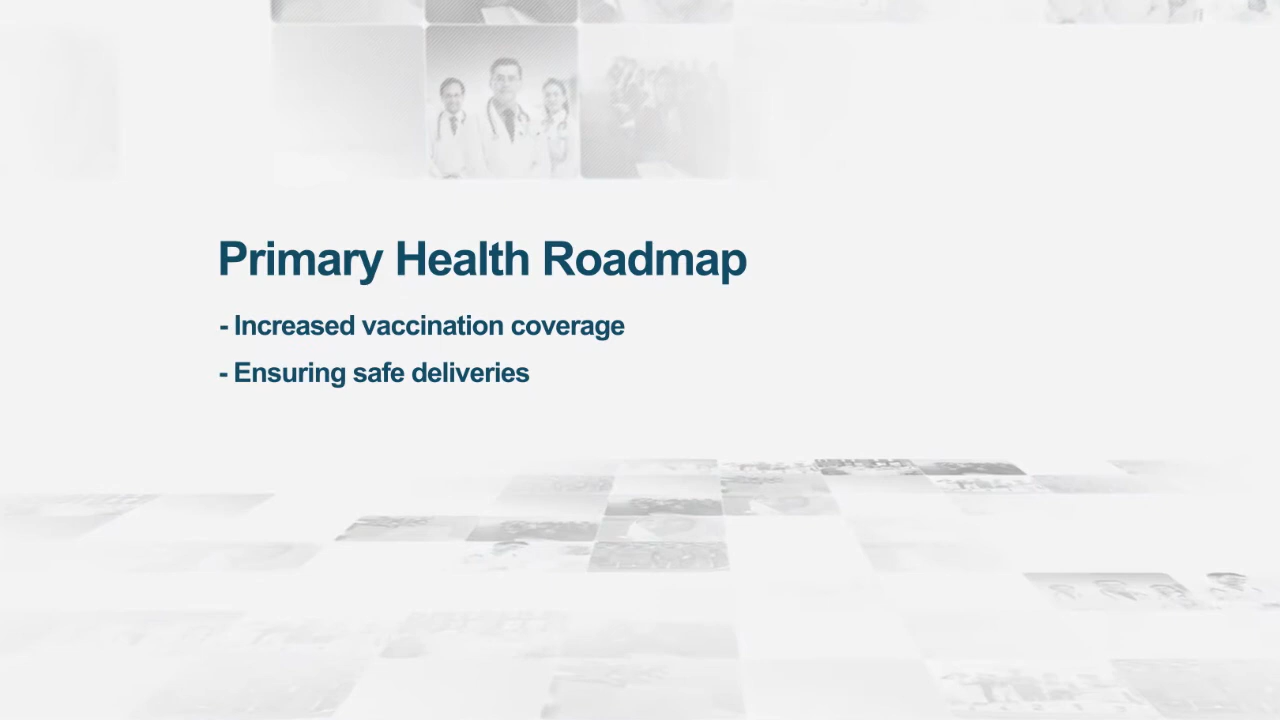 Primary Health Roadmap
- Increased vaccination coverage
- Ensuring safe deliveries